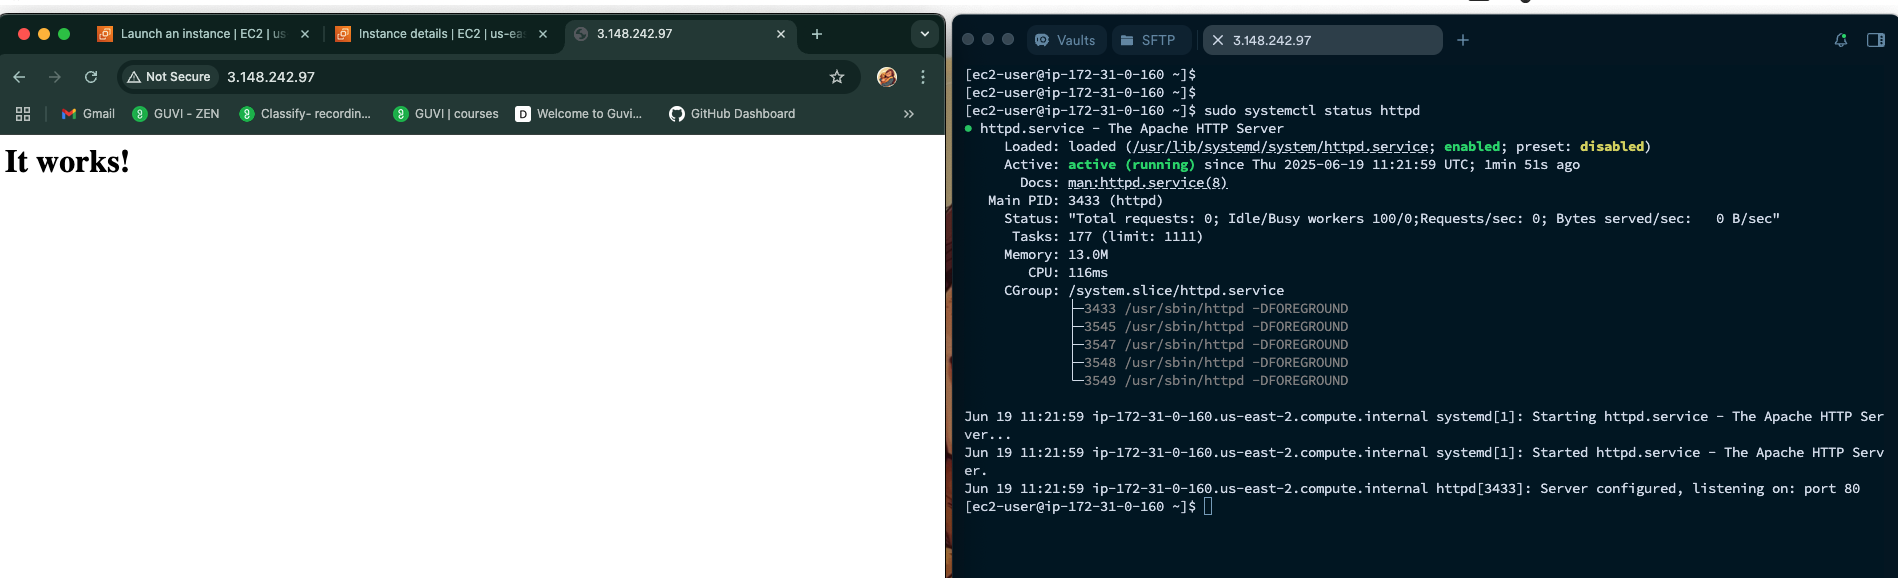 Launch an instance | EC2 | us-
Instance details | EC2 | us-eas
3.148.242.97
Not Secure
3.148.242.97
Gmail
GUVI - ZEN
Classify- recordin...
GUVI | courses
D Welcome to Guvi...
GitHub Dashboard
It works!
Vaults
SFTP
3.148.242.97
[ec2-user@ip-172-31-0-160 ~]$
[ec2-user@ip-172-31-0-160 ~]$
[ec2-user@ip-172-31-0-160 ~]$ sudo systemctl status httpd
● httpd.service - The Apache HTTP Server
Loaded: loaded (/usr/lib/systemd/system/httpd.service; enabled; preset: disabled)
Active: active (running) since Thu 2025-06-19 11:21:59 UTC; 1min 51s ago
Docs: man:httpd.service(8)
Main PID: 3433 (httpd)
Status: "Total requests: 0; Idle/Busy workers 100/0;Requests/sec: 0; Bytes served/sec:   0 B/sec"
Tasks: 177 (limit: 1111)
Memory: 13.0M
CPU: 116ms
CGroup: /system.slice/httpd.service
├─3433 /usr/sbin/httpd -DFOREGROUND
├─3545 /usr/sbin/httpd -DFOREGROUND
├─3547 /usr/sbin/httpd -DFOREGROUND
├─3548 /usr/sbin/httpd -DFOREGROUND
└─3549 /usr/sbin/httpd -DFOREGROUND
Jun 19 11:21:59 ip-172-31-0-160.us-east-2.compute.internal systemd[1]: Starting httpd.service - The Apache HTTP Ser
ver...
Jun 19 11:21:59 ip-172-31-0-160.us-east-2.compute.internal systemd[1]: Started httpd.service - The Apache HTTP Serv
er.
Jun 19 11:21:59 ip-172-31-0-160.us-east-2.compute.internal httpd[3433]: Server configured, listening on: port 80
[ec2-user@ip-172-31-0-160 ~]$